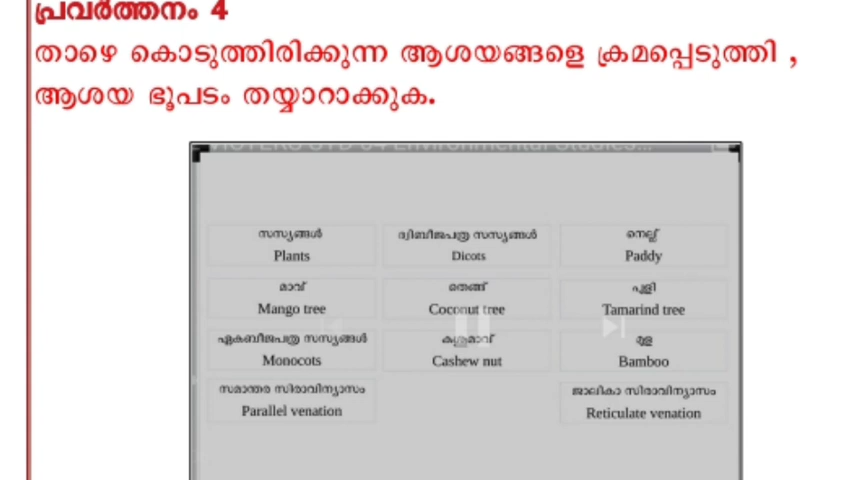 പ്രവർത്തനം 4
താഴെ കൊടുത്തിരിക്കുന്ന ആശയങ്ങളെ ക്രമപ്പെടുത്തി ,
ആശയ ഭൂപടം തയ്യാറാക്കുക.
Environmental Studies...
സസ്യങ്ങൾ
Plants
ദ്വിബീജപത്ര സസ്യങ്ങൾ
Dicots
നെല്ല്
Paddy
മാവ്
Mango tree
തെങ്ങ്
Coconut tree
പുളി
Tamarind tree
ഏകബീജപത്ര സസ്യങ്ങൾ
Monocots
കശുമാവ്
Cashew nut
മുള
Bamboo
സമാന്തര സിരാവിന്യാസം
Parallel venation
ജാലികാ സിരാവിന്യാസം
Reticulate venation